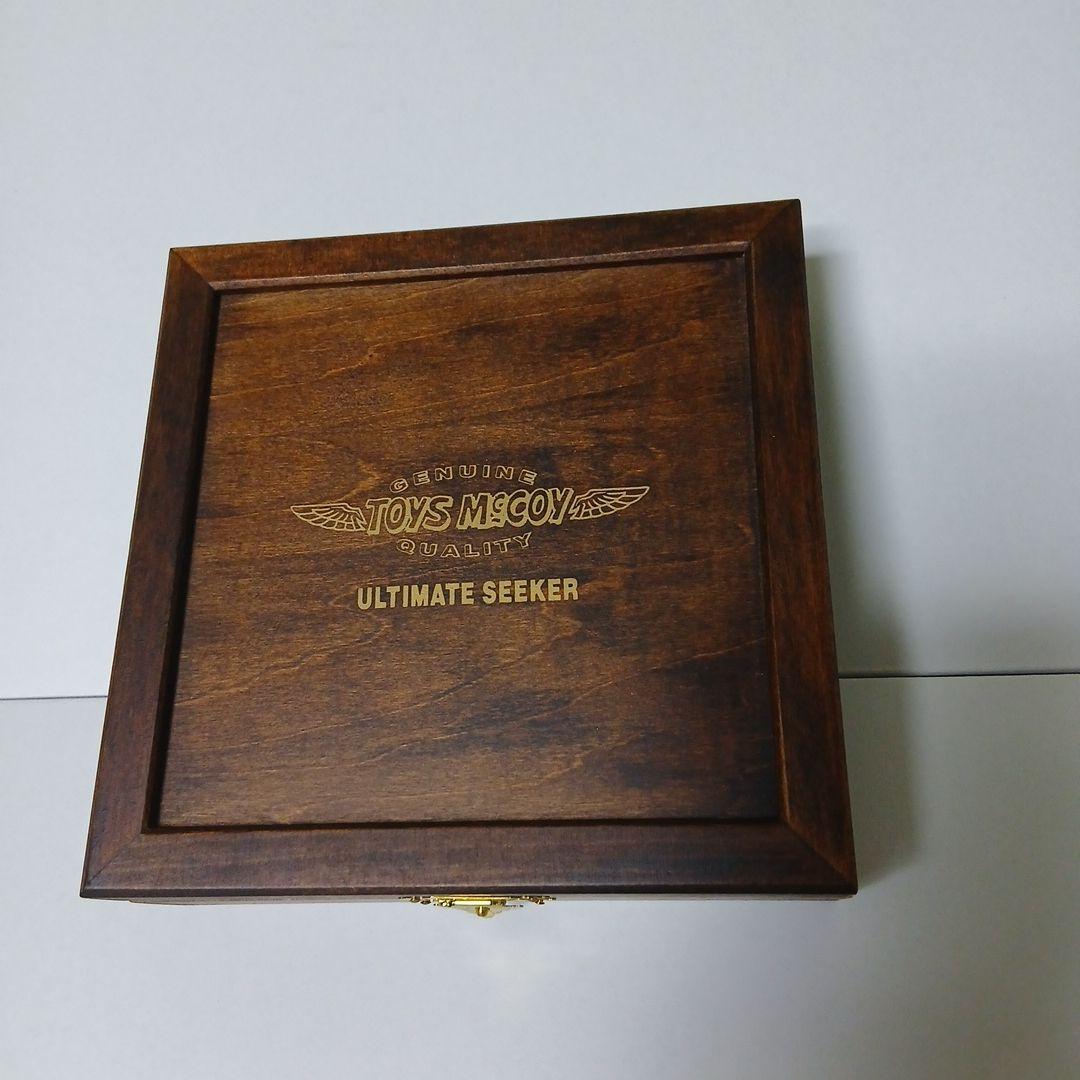 GENUINE
TOYS McCOY
QUALITY
ULTIMATE SEEKER